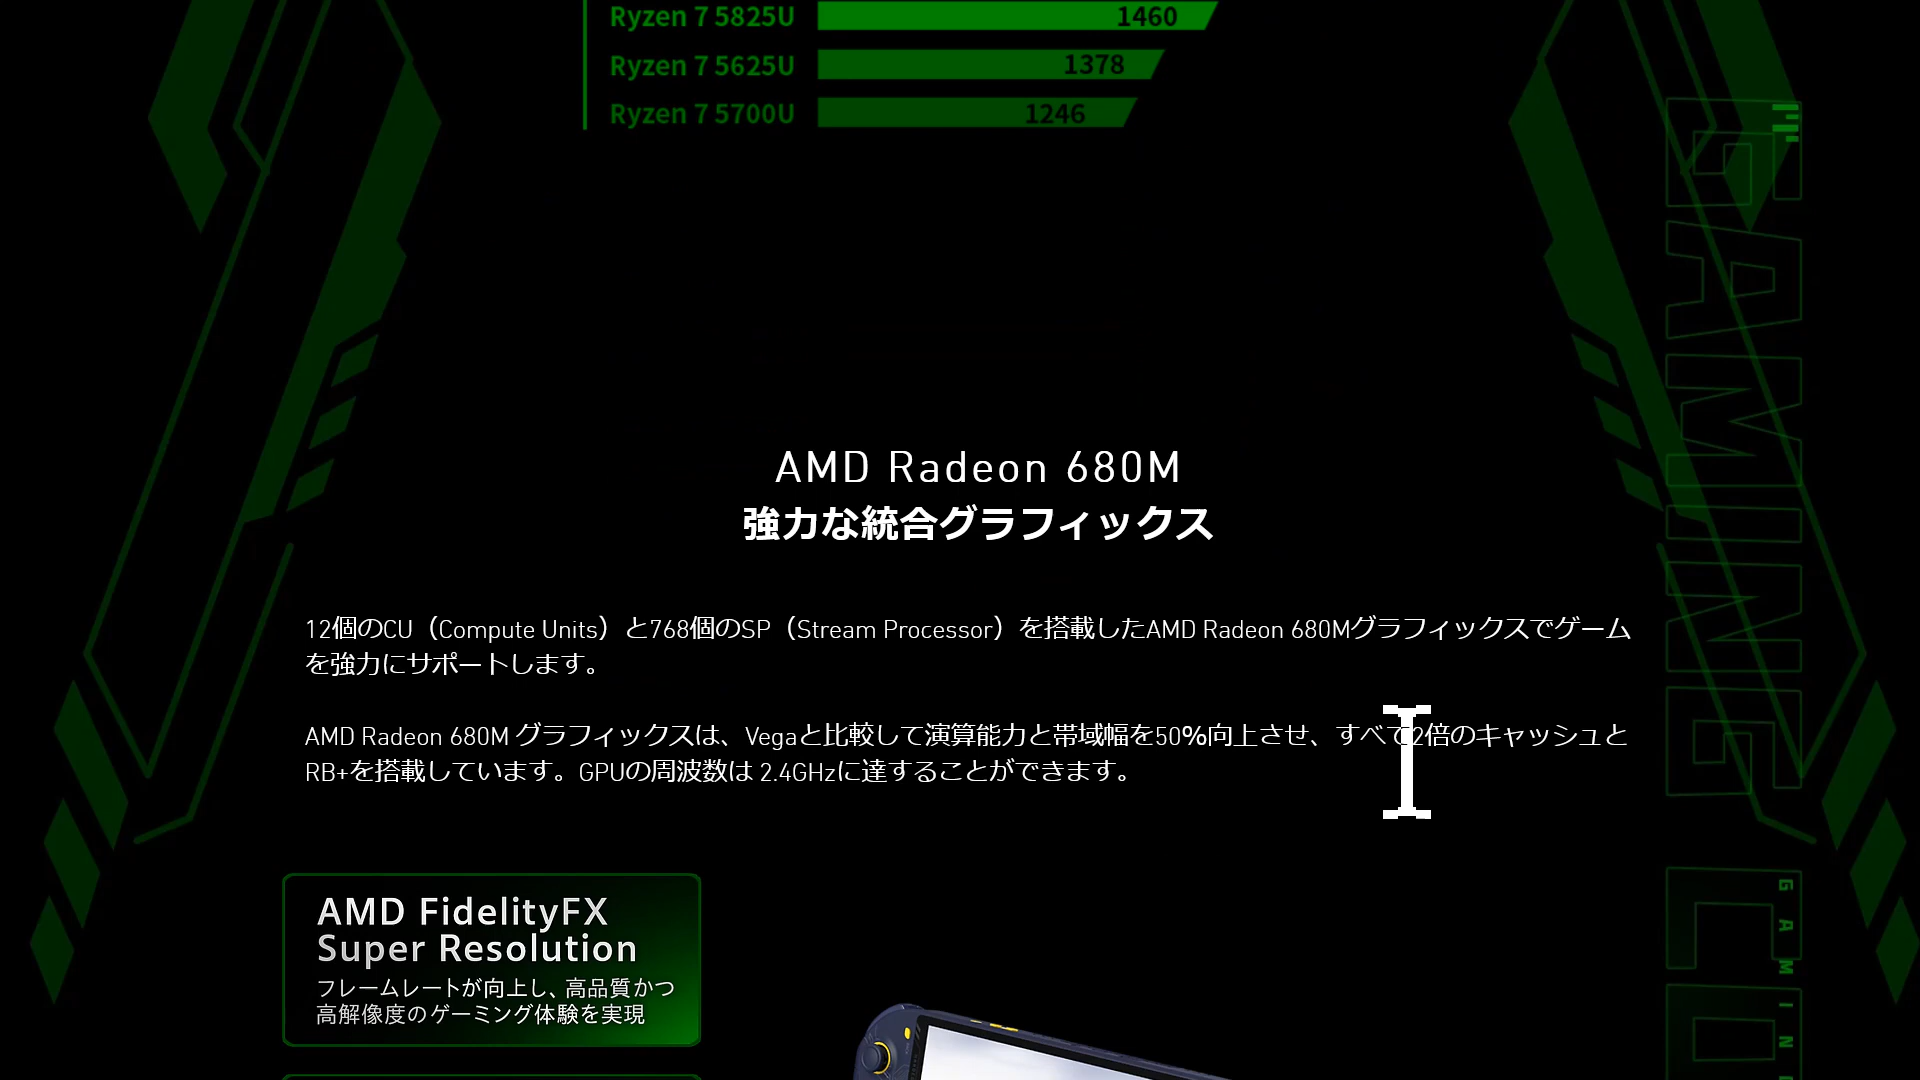 Ryzen 7 5825U 1460
Ryzen 7 5625U 1378
Ryzen 7 5700U 1246
AMD Radeon 680M
強力な統合グラフィックス
12個のCU（Compute Units）と768個のSP（Stream Processor）を搭載したAMD Radeon 680Mグラフィックスでゲーム
を強力にサポートします。
AMD Radeon 680M グラフィックスは、Vegaと比較して演算能力と帯域幅を50%向上させ、すべて2倍のキャッシュと
RB+を搭載しています。GPUの周波数は 2.4GHzに達することができます。
AMD FidelityFX
Super Resolution
フレームレートが向上し、高品質かつ
高解像度のゲーミング体験を実現
GAMING
GAMIN